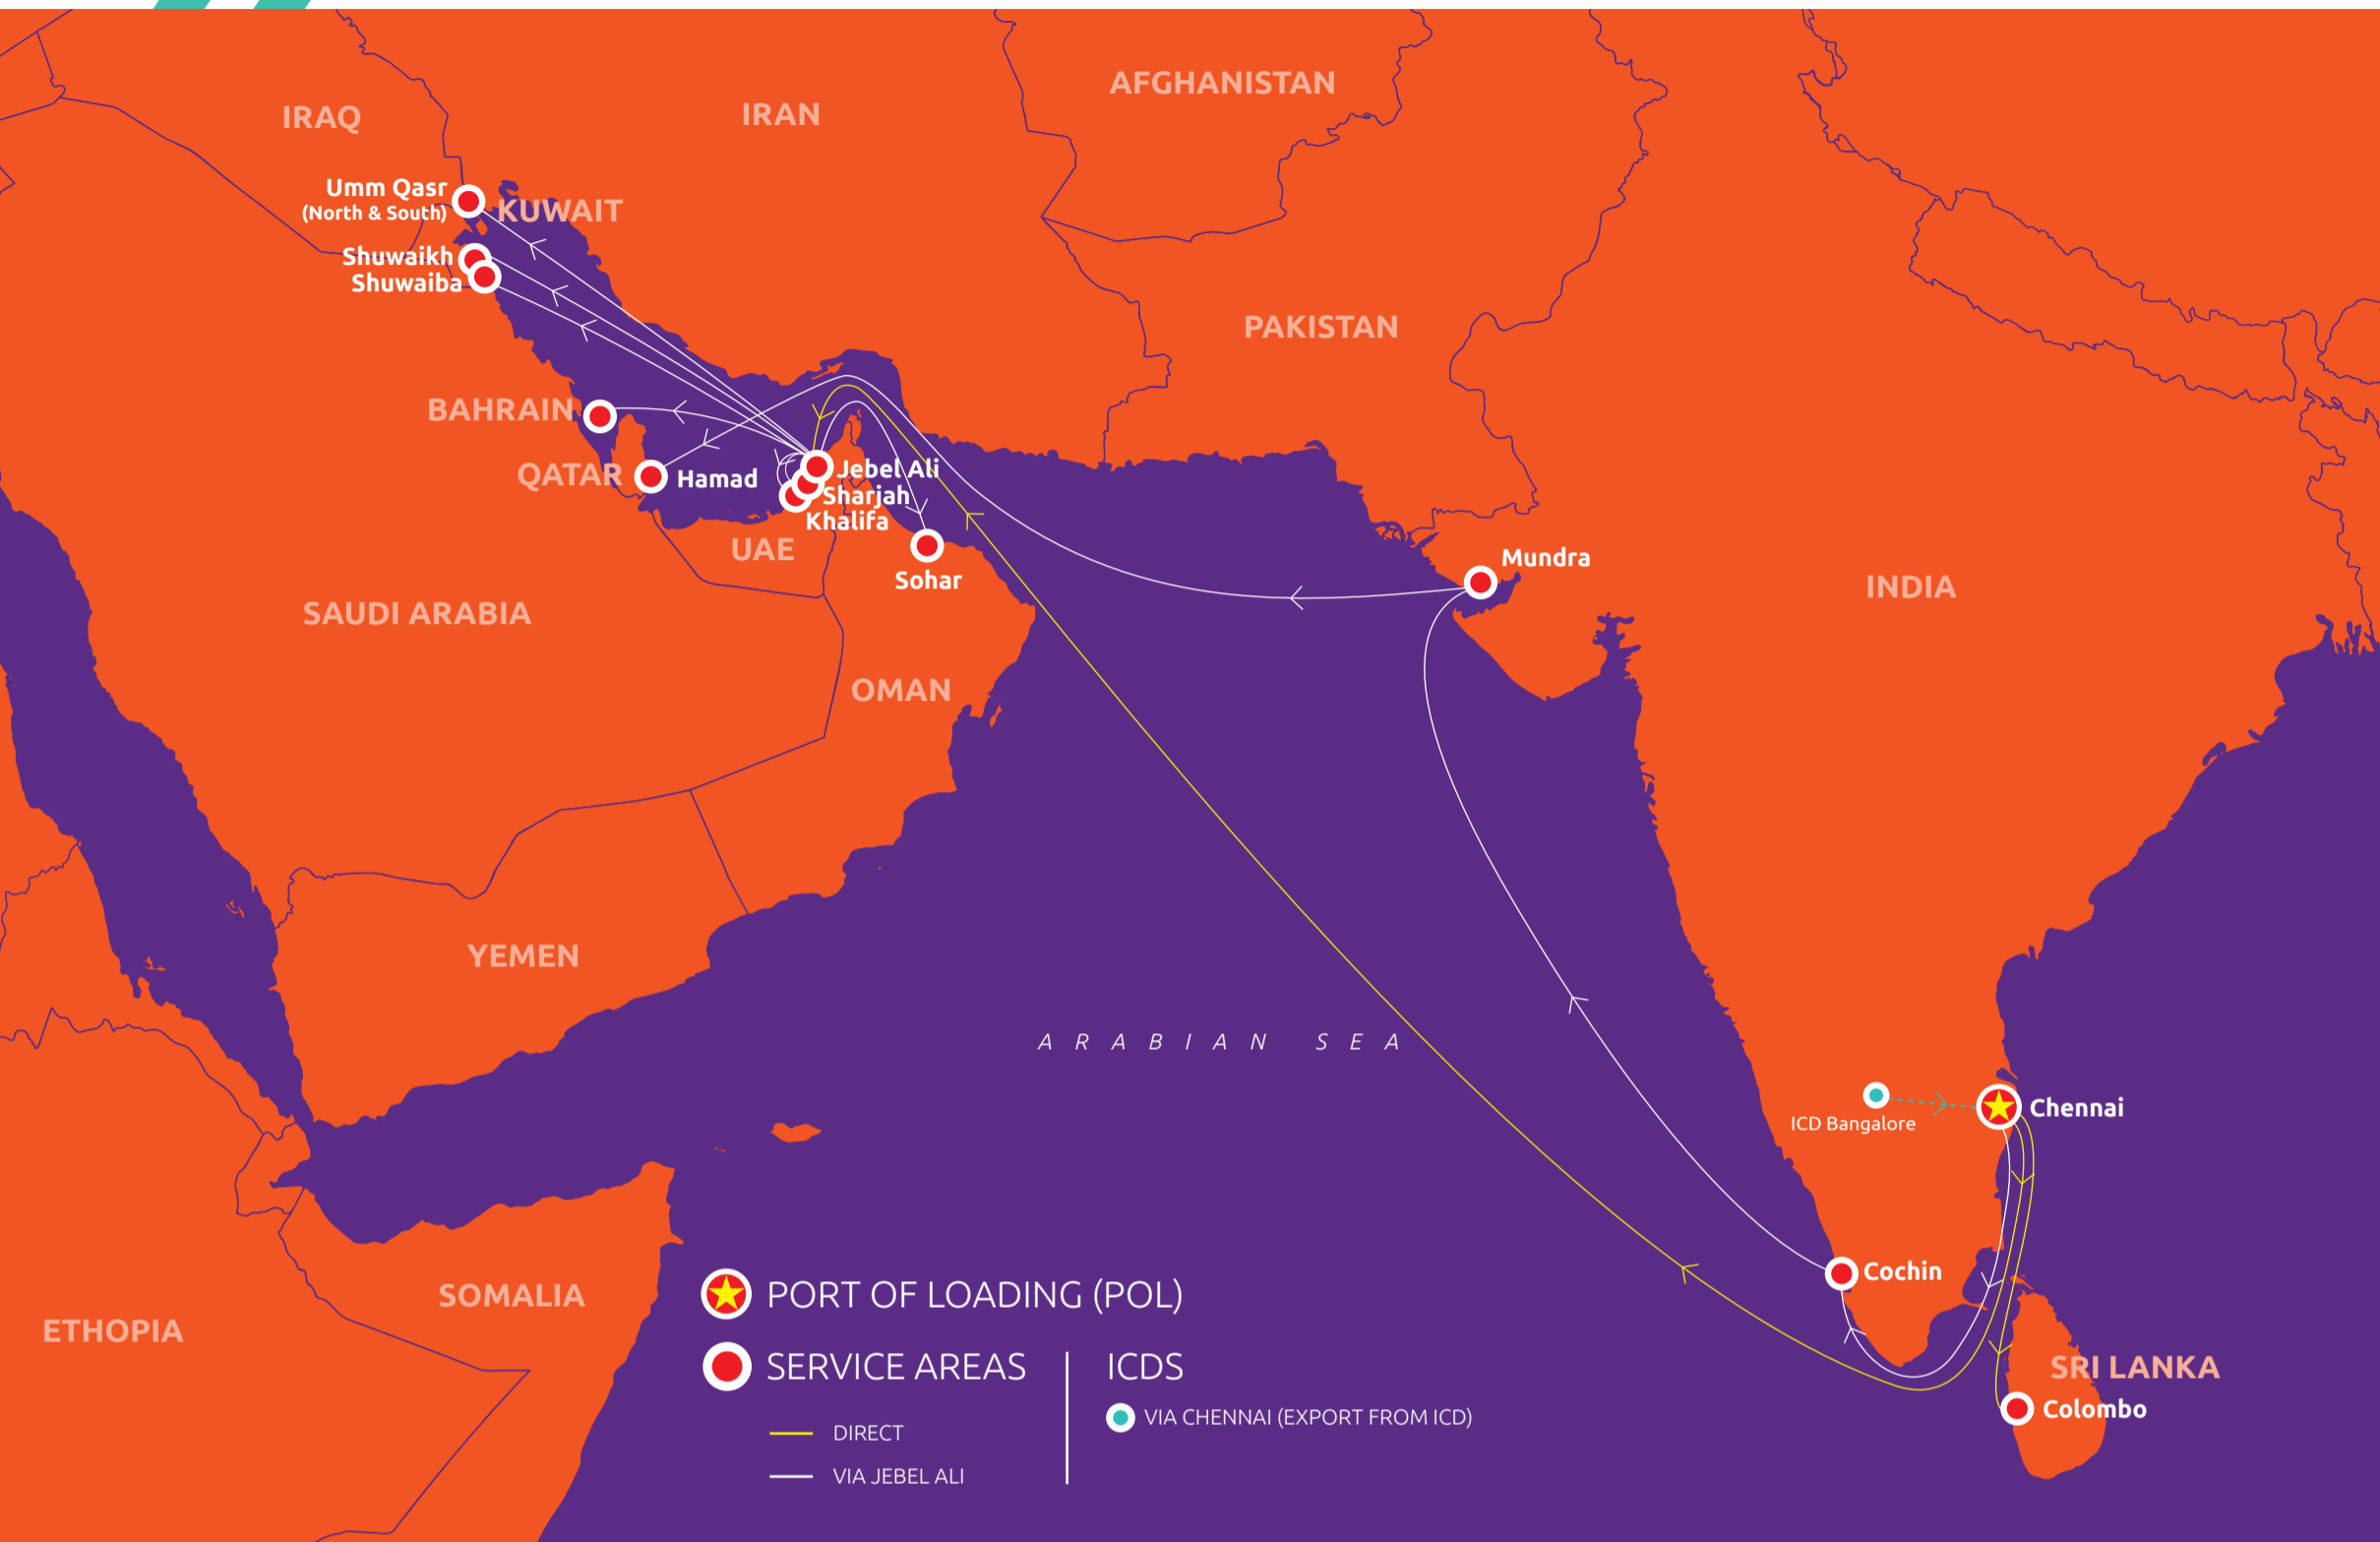 AFGHANISTAN
IRAQ
IRAN
Umm Qasr
(North & South)
KUWAIT
Shuwaikh
Shuwaiba
PAKISTAN
BAHRAIN
QATAR
Hamad
Jebel Ali
Sharjah
Khalifa
UAE
Sohar
Mundra
INDIA
SAUDI ARABIA
OMAN
YEMEN
ARABIAN SEA
ICD Bangalore
Chennai
Cochin
SOMALIA
ETHOPIA
SRI LANKA
Colombo
PORT OF LOADING (POL)
SERVICE AREAS
DIRECT
VIA JEBEL ALI
ICDS
VIA CHENNAI (EXPORT FROM ICD)